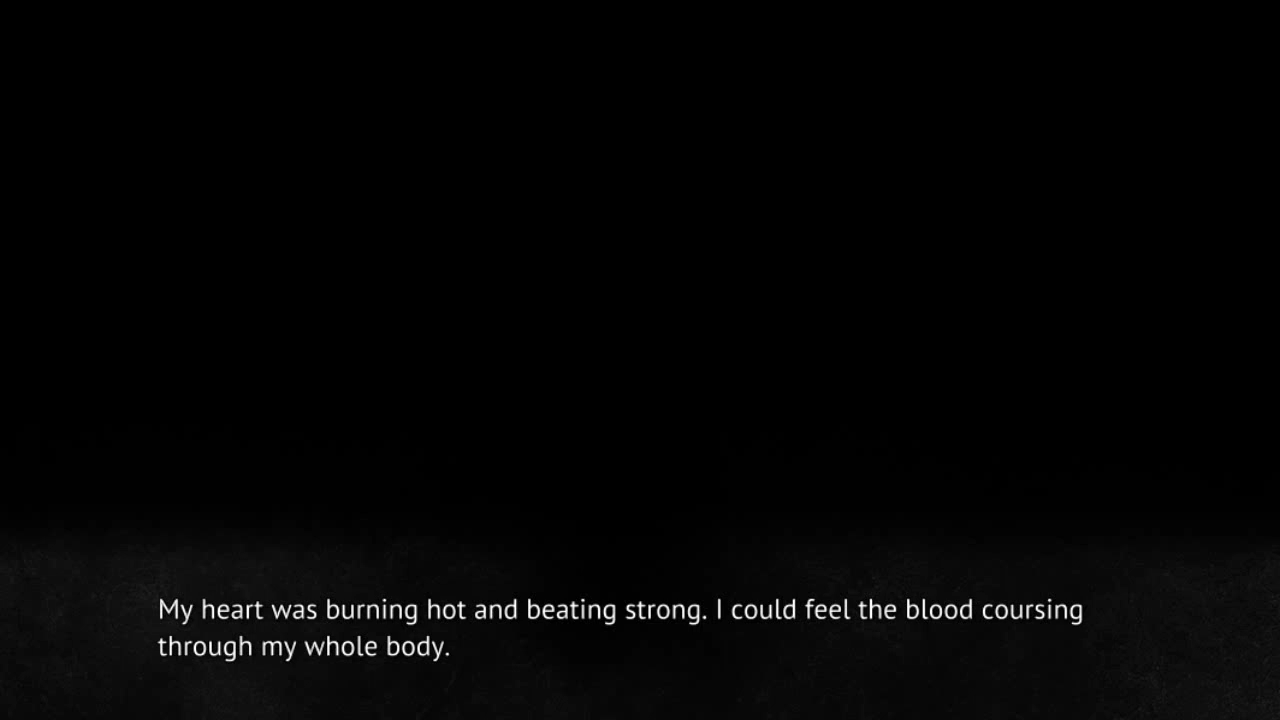 My heart was burning hot and beating strong. I could feel the blood coursing
through my whole body.